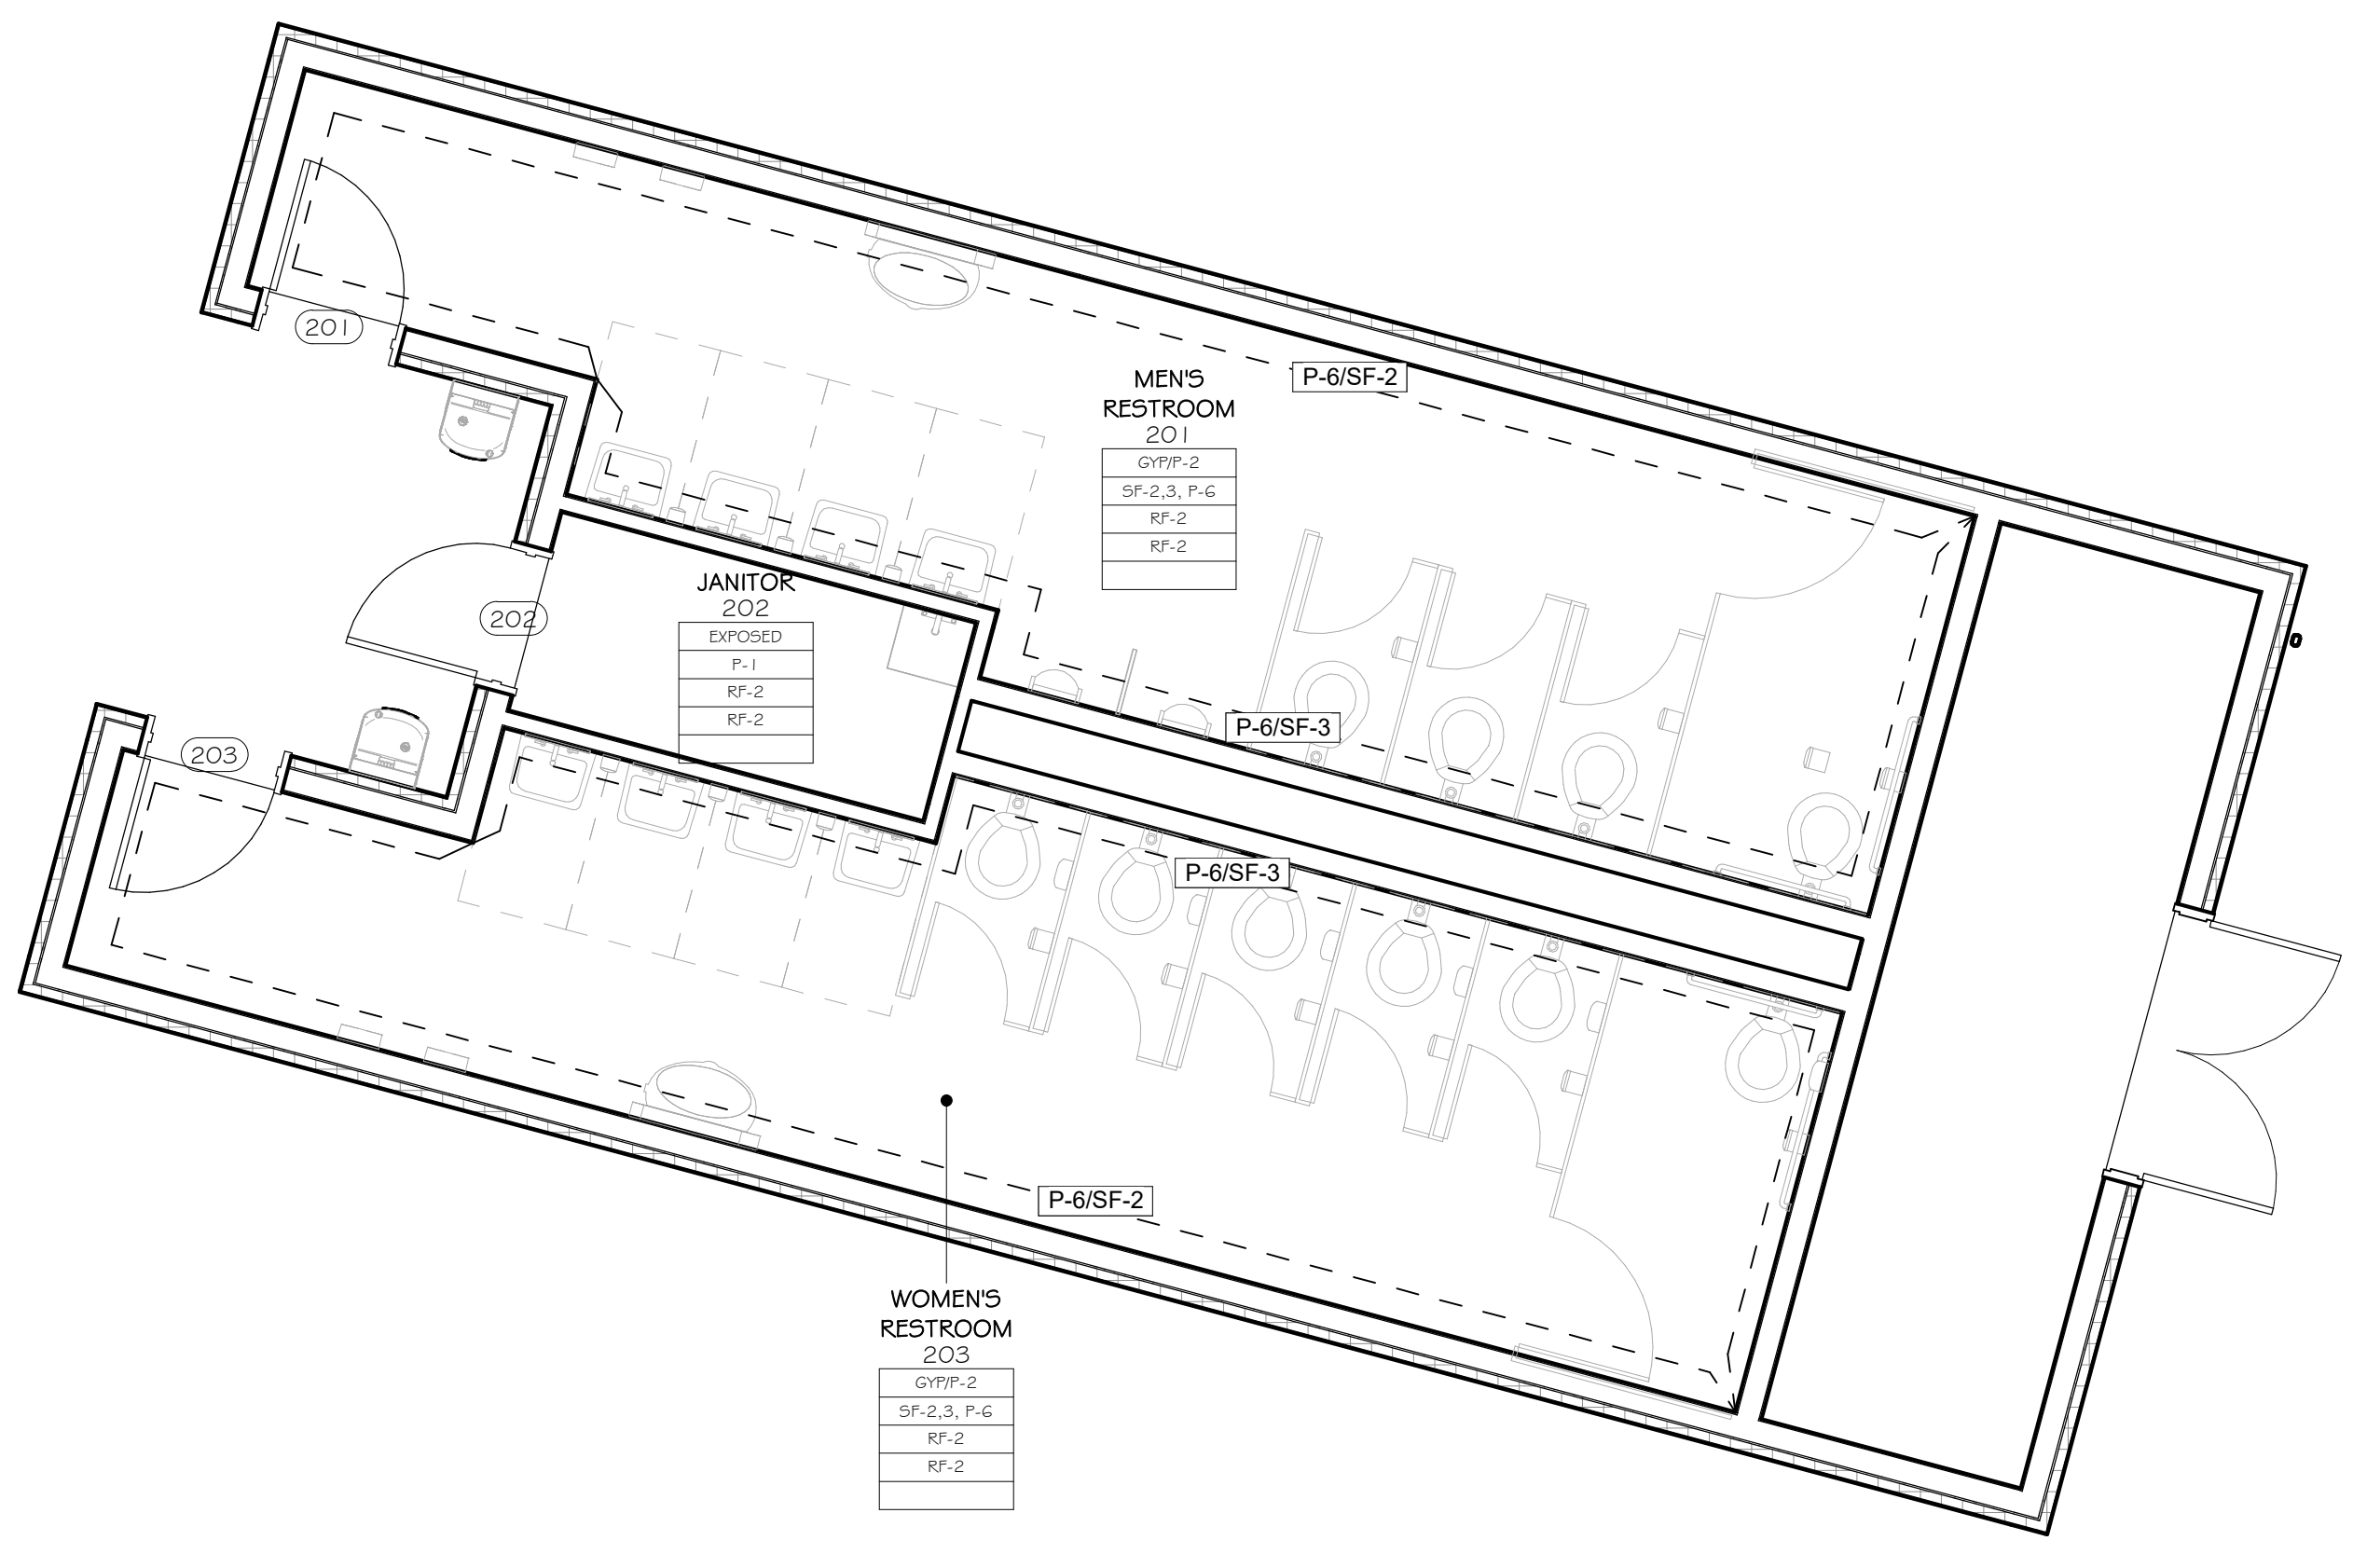 201
P-6/SF-2
MEN'S
RESTROOM
201
GYP/P-2
SF-2,3, P-6
RF-2
RF-2
JANITOR
202
EXPOSED
P-1
RF-2
RF-2
202
203
P-6/SF-3
P-6/SF-3
P-6/SF-2
WOMEN'S
RESTROOM
203
GYP/P-2
SF-2,3, P-6
RF-2
RF-2